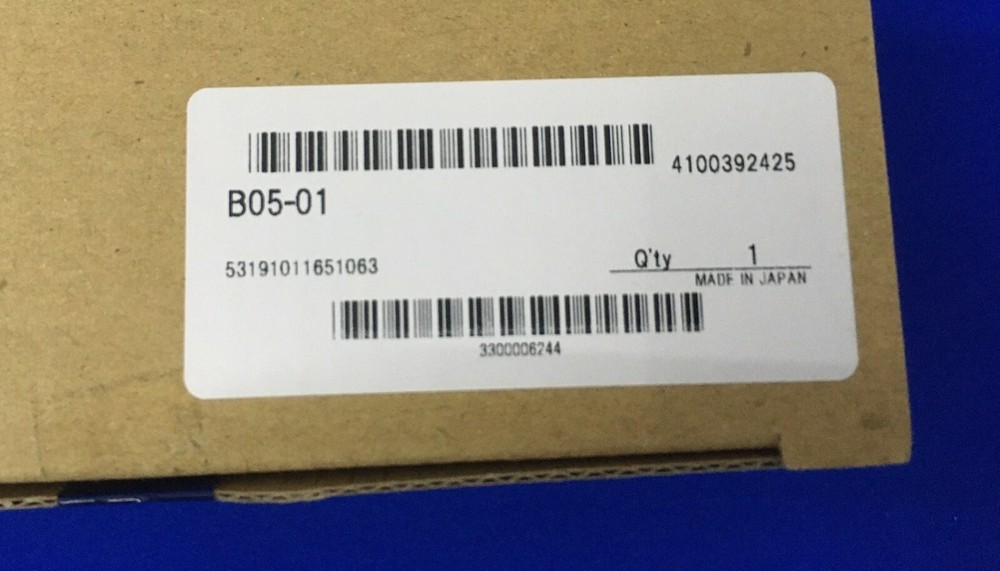 4100392425
B05-01
53191011651063
Q'ty 1
MADE IN JAPAN
3300006244